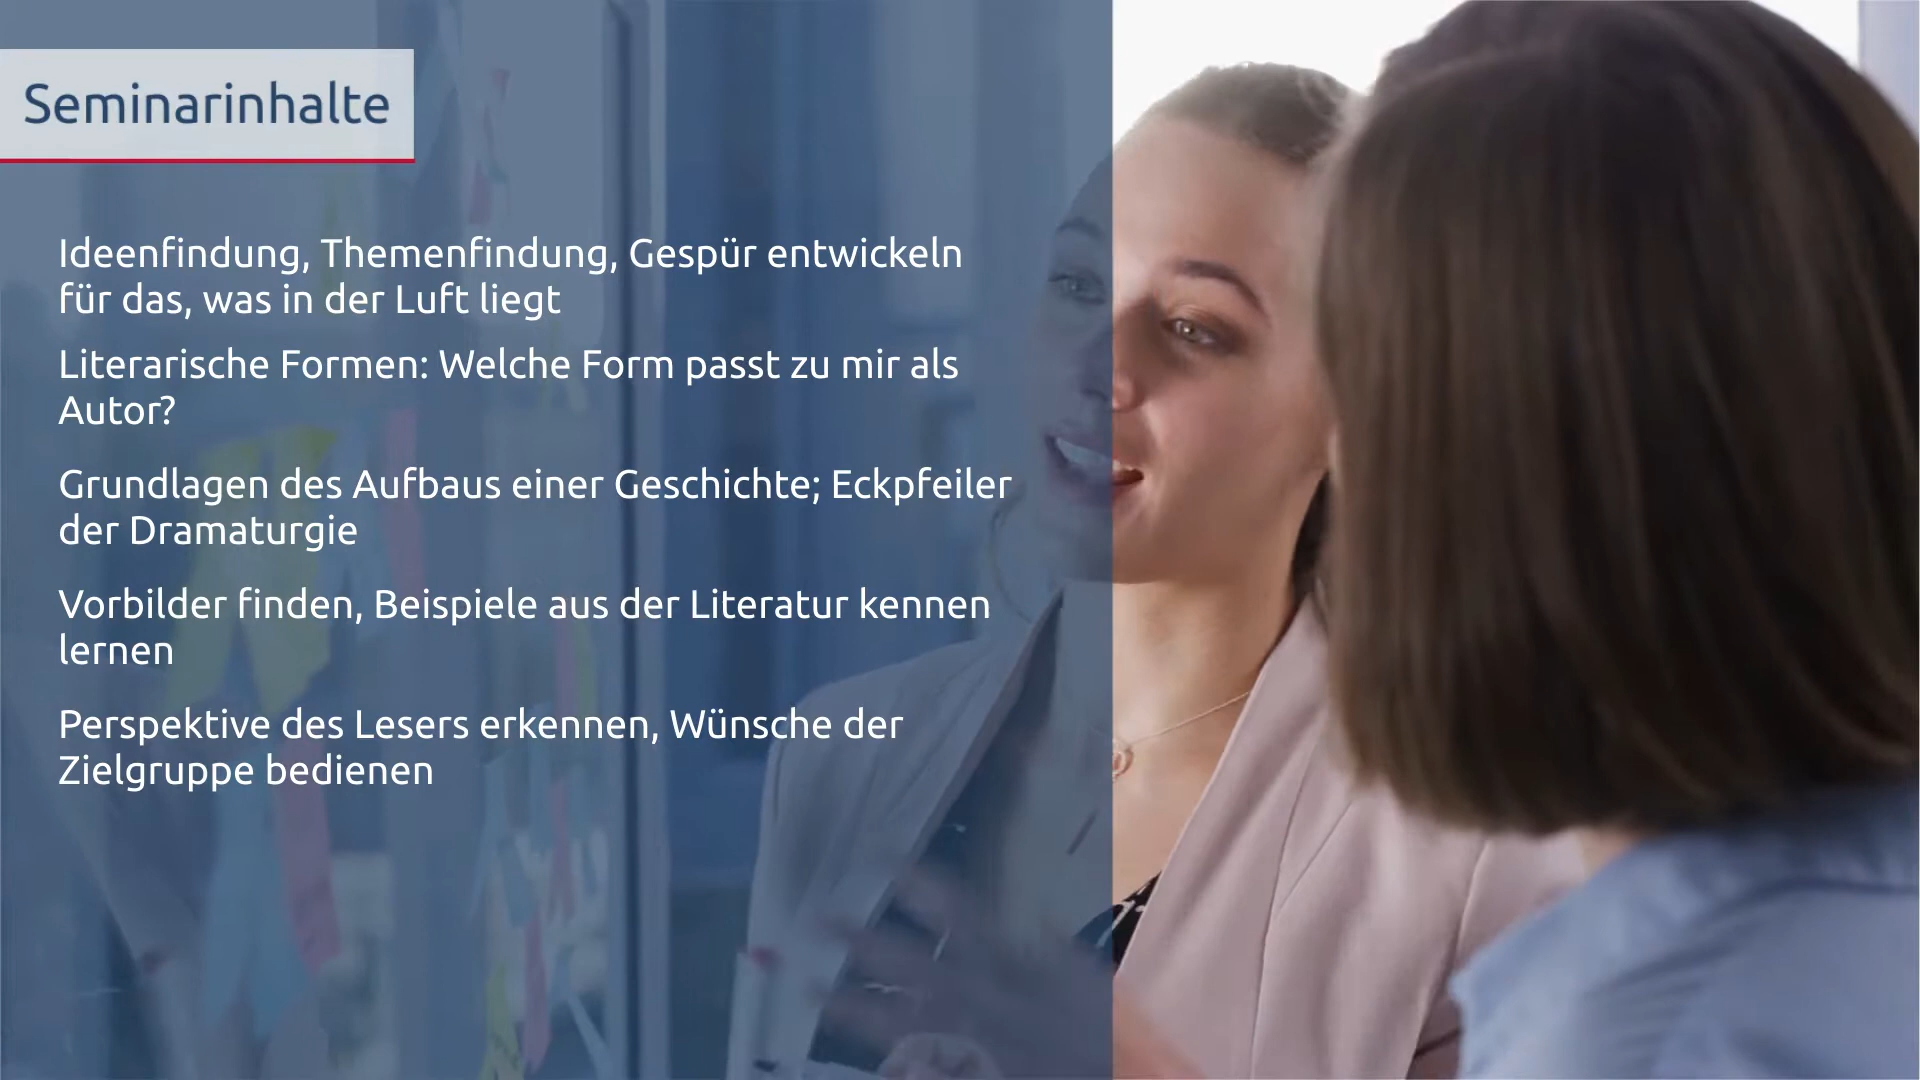 Seminarinhalte
Ideenfindung, Themenfindung, Gespür entwickeln
für das, was in der Luft liegt
Literarische Formen: Welche Form passt zu mir als
Autor?
Grundlagen des Aufbaus einer Geschichte; Eckpfeiler
der Dramaturgie
Vorbilder finden, Beispiele aus der Literatur kennen
lernen
Perspektive des Lesers erkennen, Wünsche der
Zielgruppe bedienen